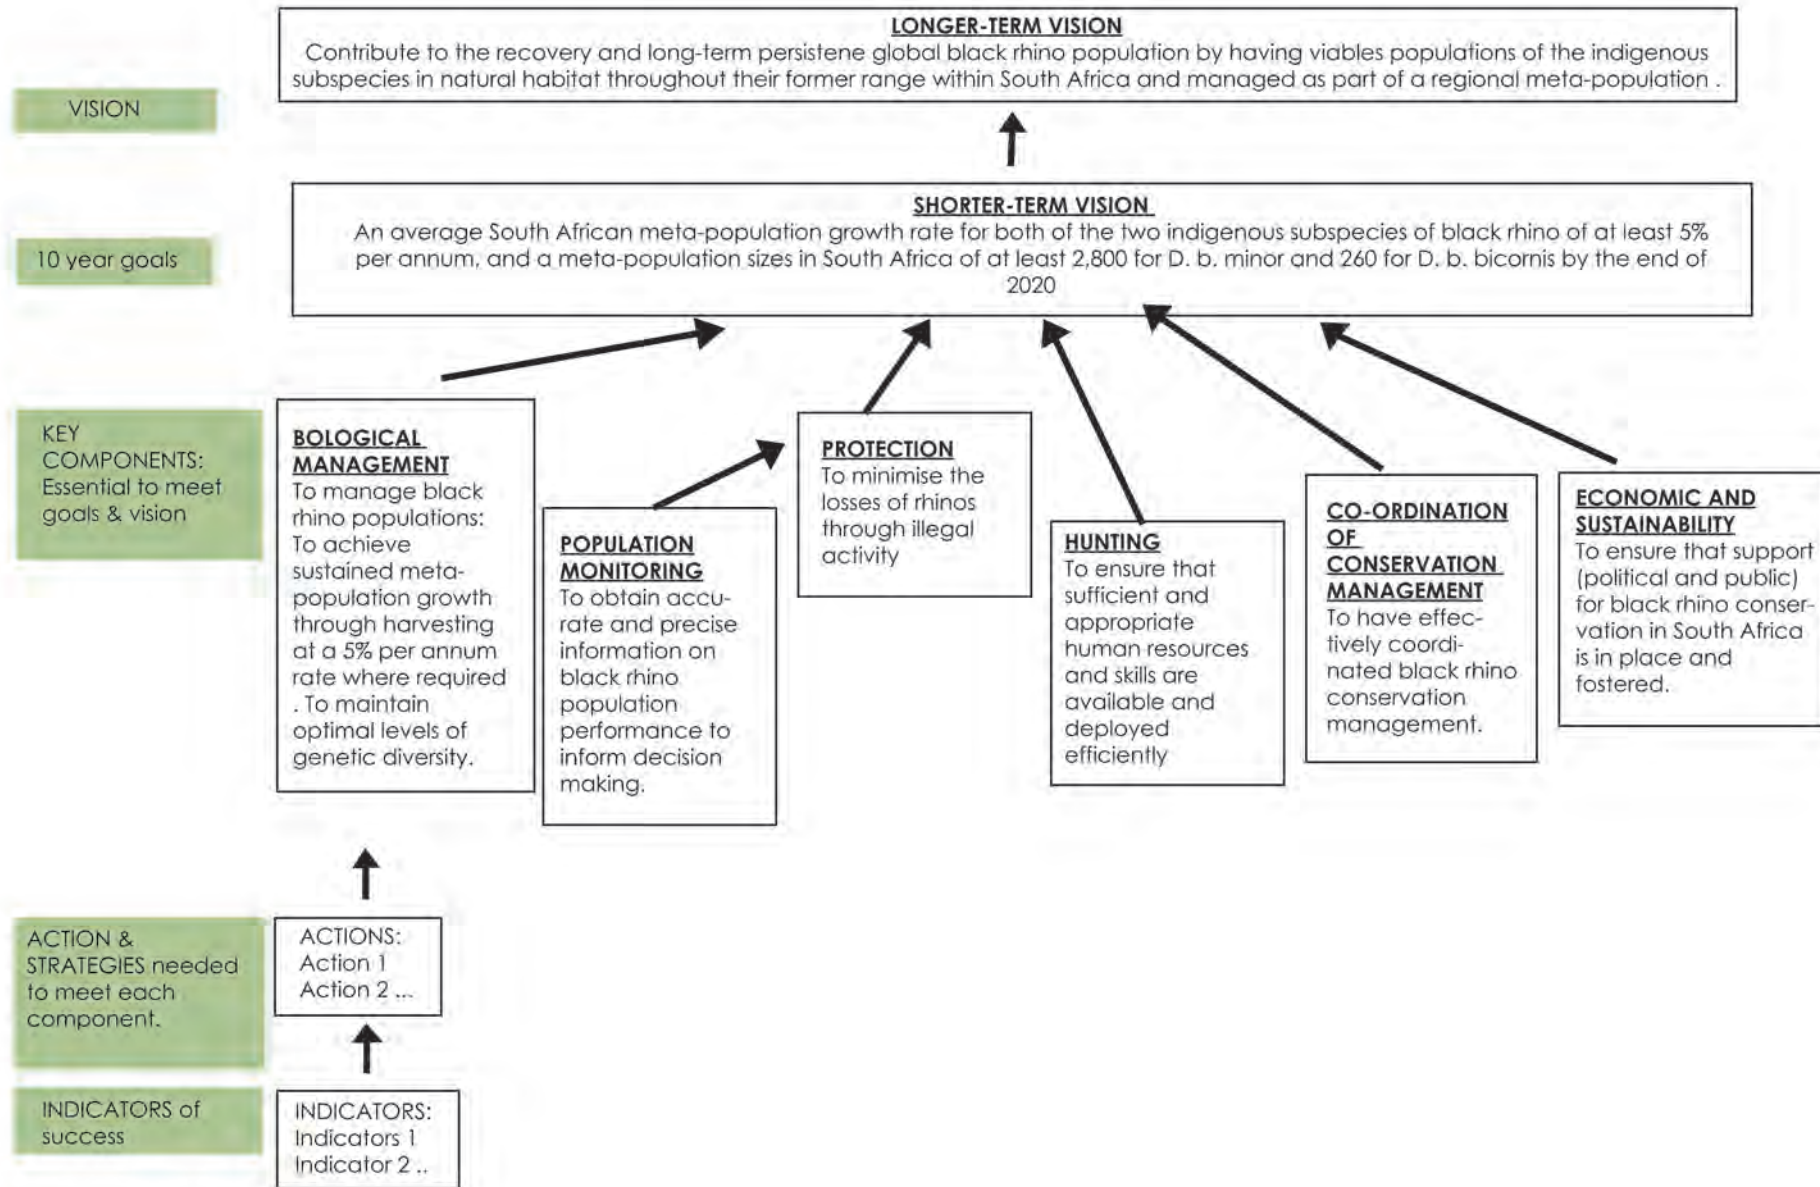 LONGER-TERM VISION
Contribute to the recovery and long-term persistene global black rhino population by having viables populations of the indigenous
subspecies in natural habitat throughout their former range within South Africa and managed as part of a regional meta-population .
VISION
SHORTER-TERM VISION
An average South African meta-population growth rate for both of the two indigenous subspecies of black rhino of at least 5%
per annum, and a meta-population sizes in South Africa of at least 2,800 for D. b. minor and 260 for D. b. bicornis by the end of
2020
10 year goals
KEY
COMPONENTS:
Essential to meet
goals & vision
BOLOGICAL
MANAGEMENT
To manage black
rhino populations:
To achieve
sustained meta-
population growth
through harvesting
at a 5% per annum
rate where required
. To maintain
optimal levels of
genetic diversity.
POPULATION
MONITORING
To obtain accu-
rate and precise
information on
black rhino
population
performance to
inform decision
making.
PROTECTION
To minimise the
losses of rhinos
through illegal
activity
HUNTING
To ensure that
sufficient and
appropriate
human resources
and skills are
available and
deployed
efficiently
CO-ORDINATION
OF
CONSERVATION
MANAGEMENT
To have effec-
tively coordi-
nated black rhino
conservation
management.
ECONOMIC AND
SUSTAINABILITY
To ensure that support
(political and public)
for black rhino conser-
vation in South Africa
is in place and
fostered.
ACTION &
STRATEGIES needed
to meet each
component.
ACTIONS:
Action 1
Action 2 ...
INDICATORS of
success
INDICATORS:
Indicators 1
Indicator 2 ..